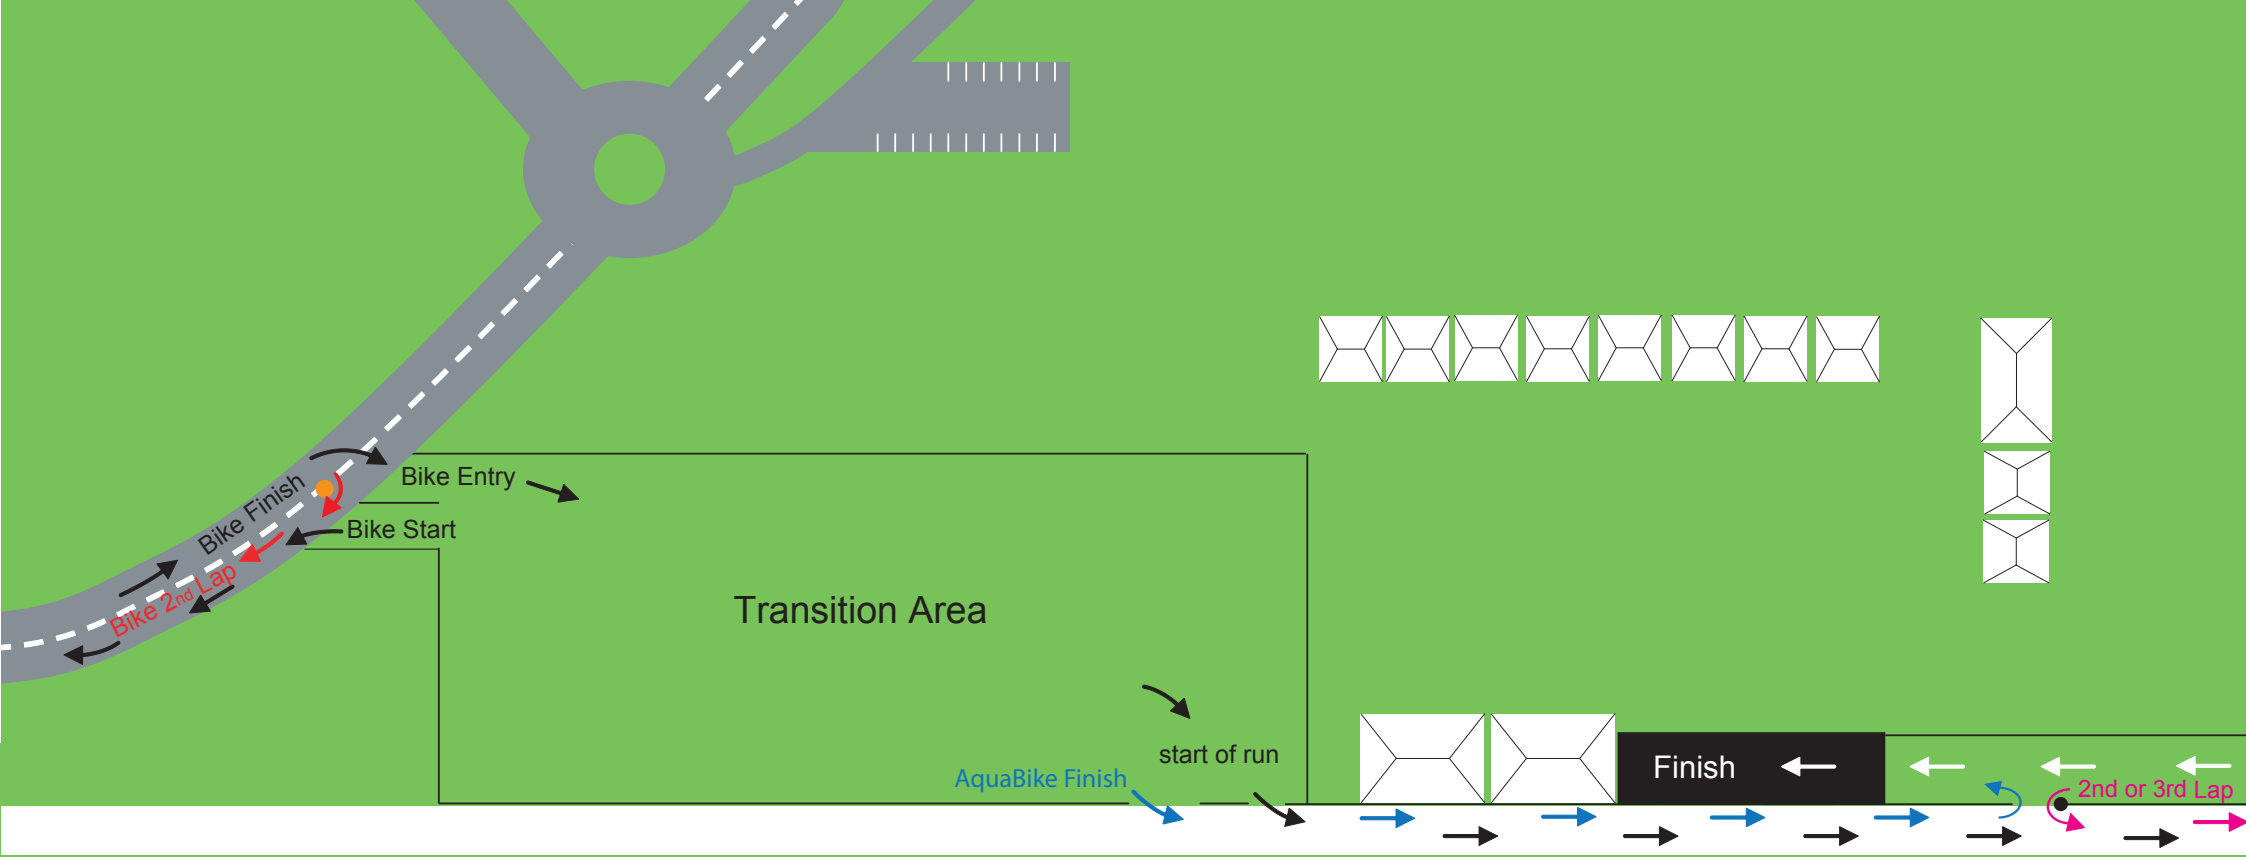 Bike Entry
Bike Finish
Bike Start
Bike 2nd Lap
Transition Area
start of run
AquaBike Finish
Finish
2nd or 3rd Lap